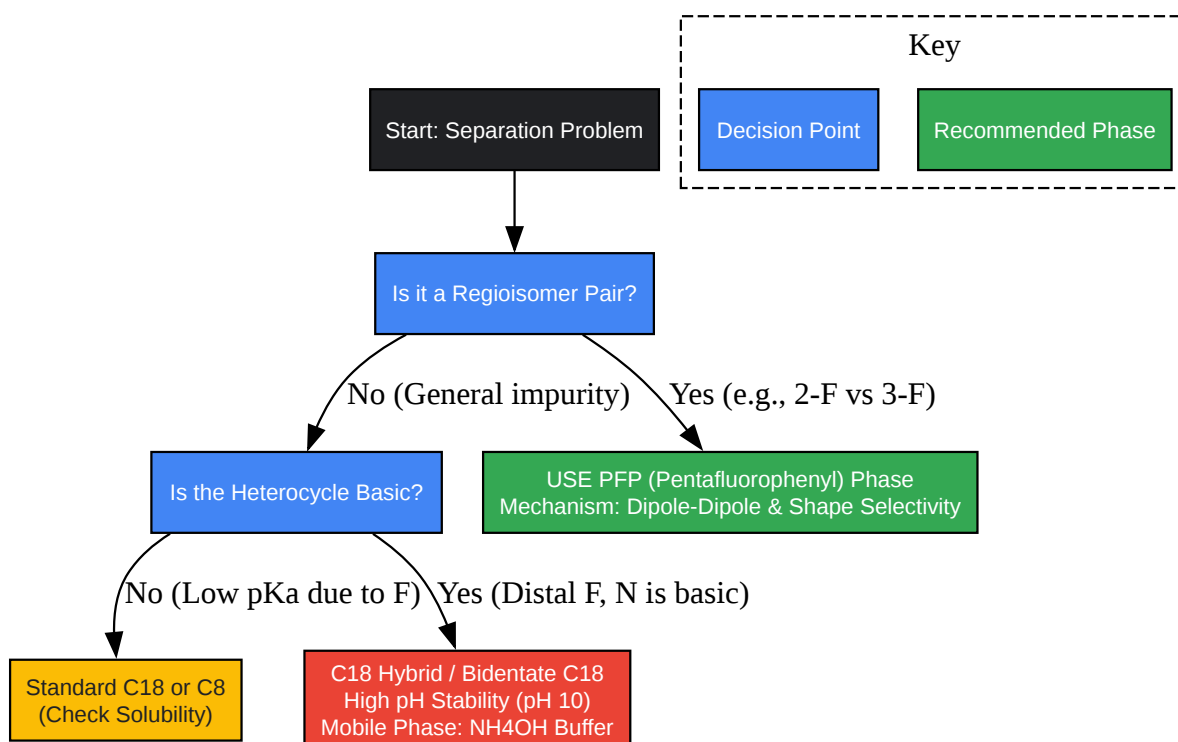 Key
Start: Separation Problem
Decision Point
Recommended Phase
Is it a Regioisomer Pair?
No (General impurity)
Yes (e.g., 2-F vs 3-F)
Is the Heterocycle Basic?
USE PFP (Pentafluorophenyl) Phase
Mechanism: Dipole-Dipole & Shape Selectivity
No (Low pKa due to F)
Yes (Distal F, N is basic)
Standard C18 or C8
(Check Solubility)
C18 Hybrid / Bidentate C18
High pH Stability (pH 10)
Mobile Phase: NH4OH Buffer